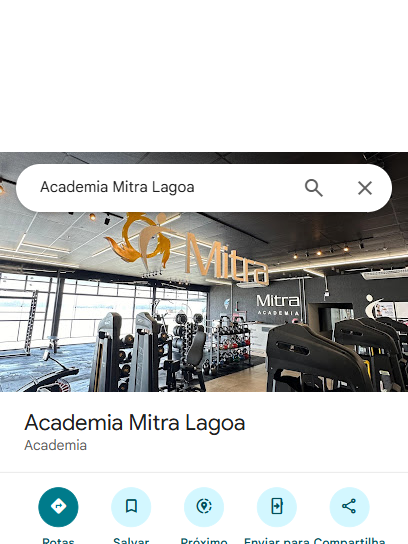 Academia Mitra Lagoa
Mitra
Mitra
ACADEMIA
Academia Mitra Lagoa
Academia
Rotas
Salvar
Próximo
Enviar para
Compartilha